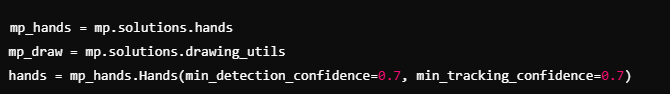 mp_hands = mp.solutions.hands
mp_draw = mp.solutions.drawing_utils
hands = mp_hands.Hands(min_detection_confidence=0.7, min_tracking_confidence=0.7)